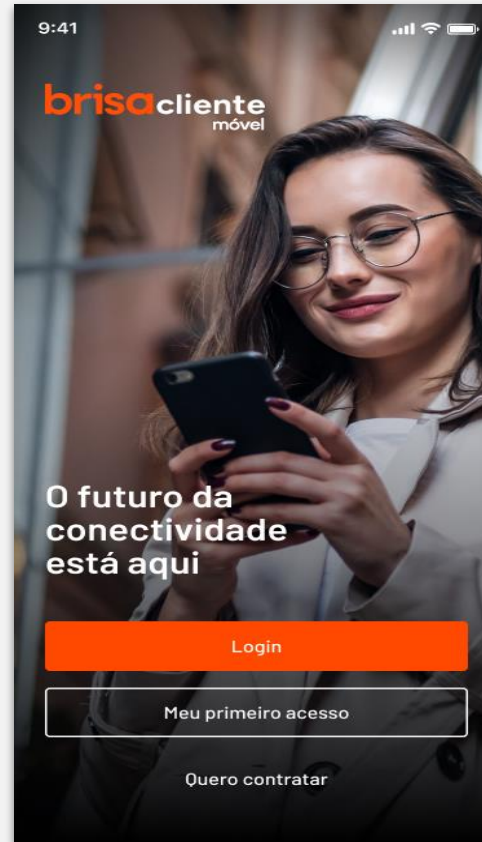 9:41
brisacliente
móvel
O futuro da
conectividade
está aqui
Login
Meu primeiro acesso
Quero contratar